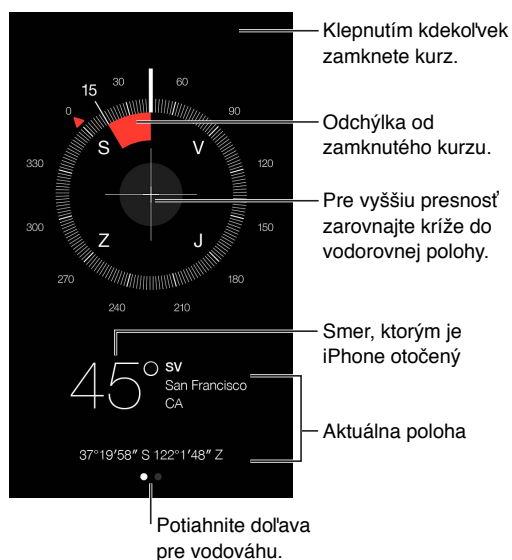 Klepnutím kdekoľvek
zamknete kurz.
15
30
60
0
90
Odchýlka od
zamknutého kurzu.
S
V
330
120
Pre vyššiu presnosť
zarovnajte kríže do
vodorovnej polohy.
300
150
Z
J
270
180
240
210
Smer, ktorým je
iPhone otočený
45°
SV
San Francisco
CA
Aktuálna poloha
37°19′58″ S 122°1′48″ Z
Potiahnite doľava
pre vodováhu.